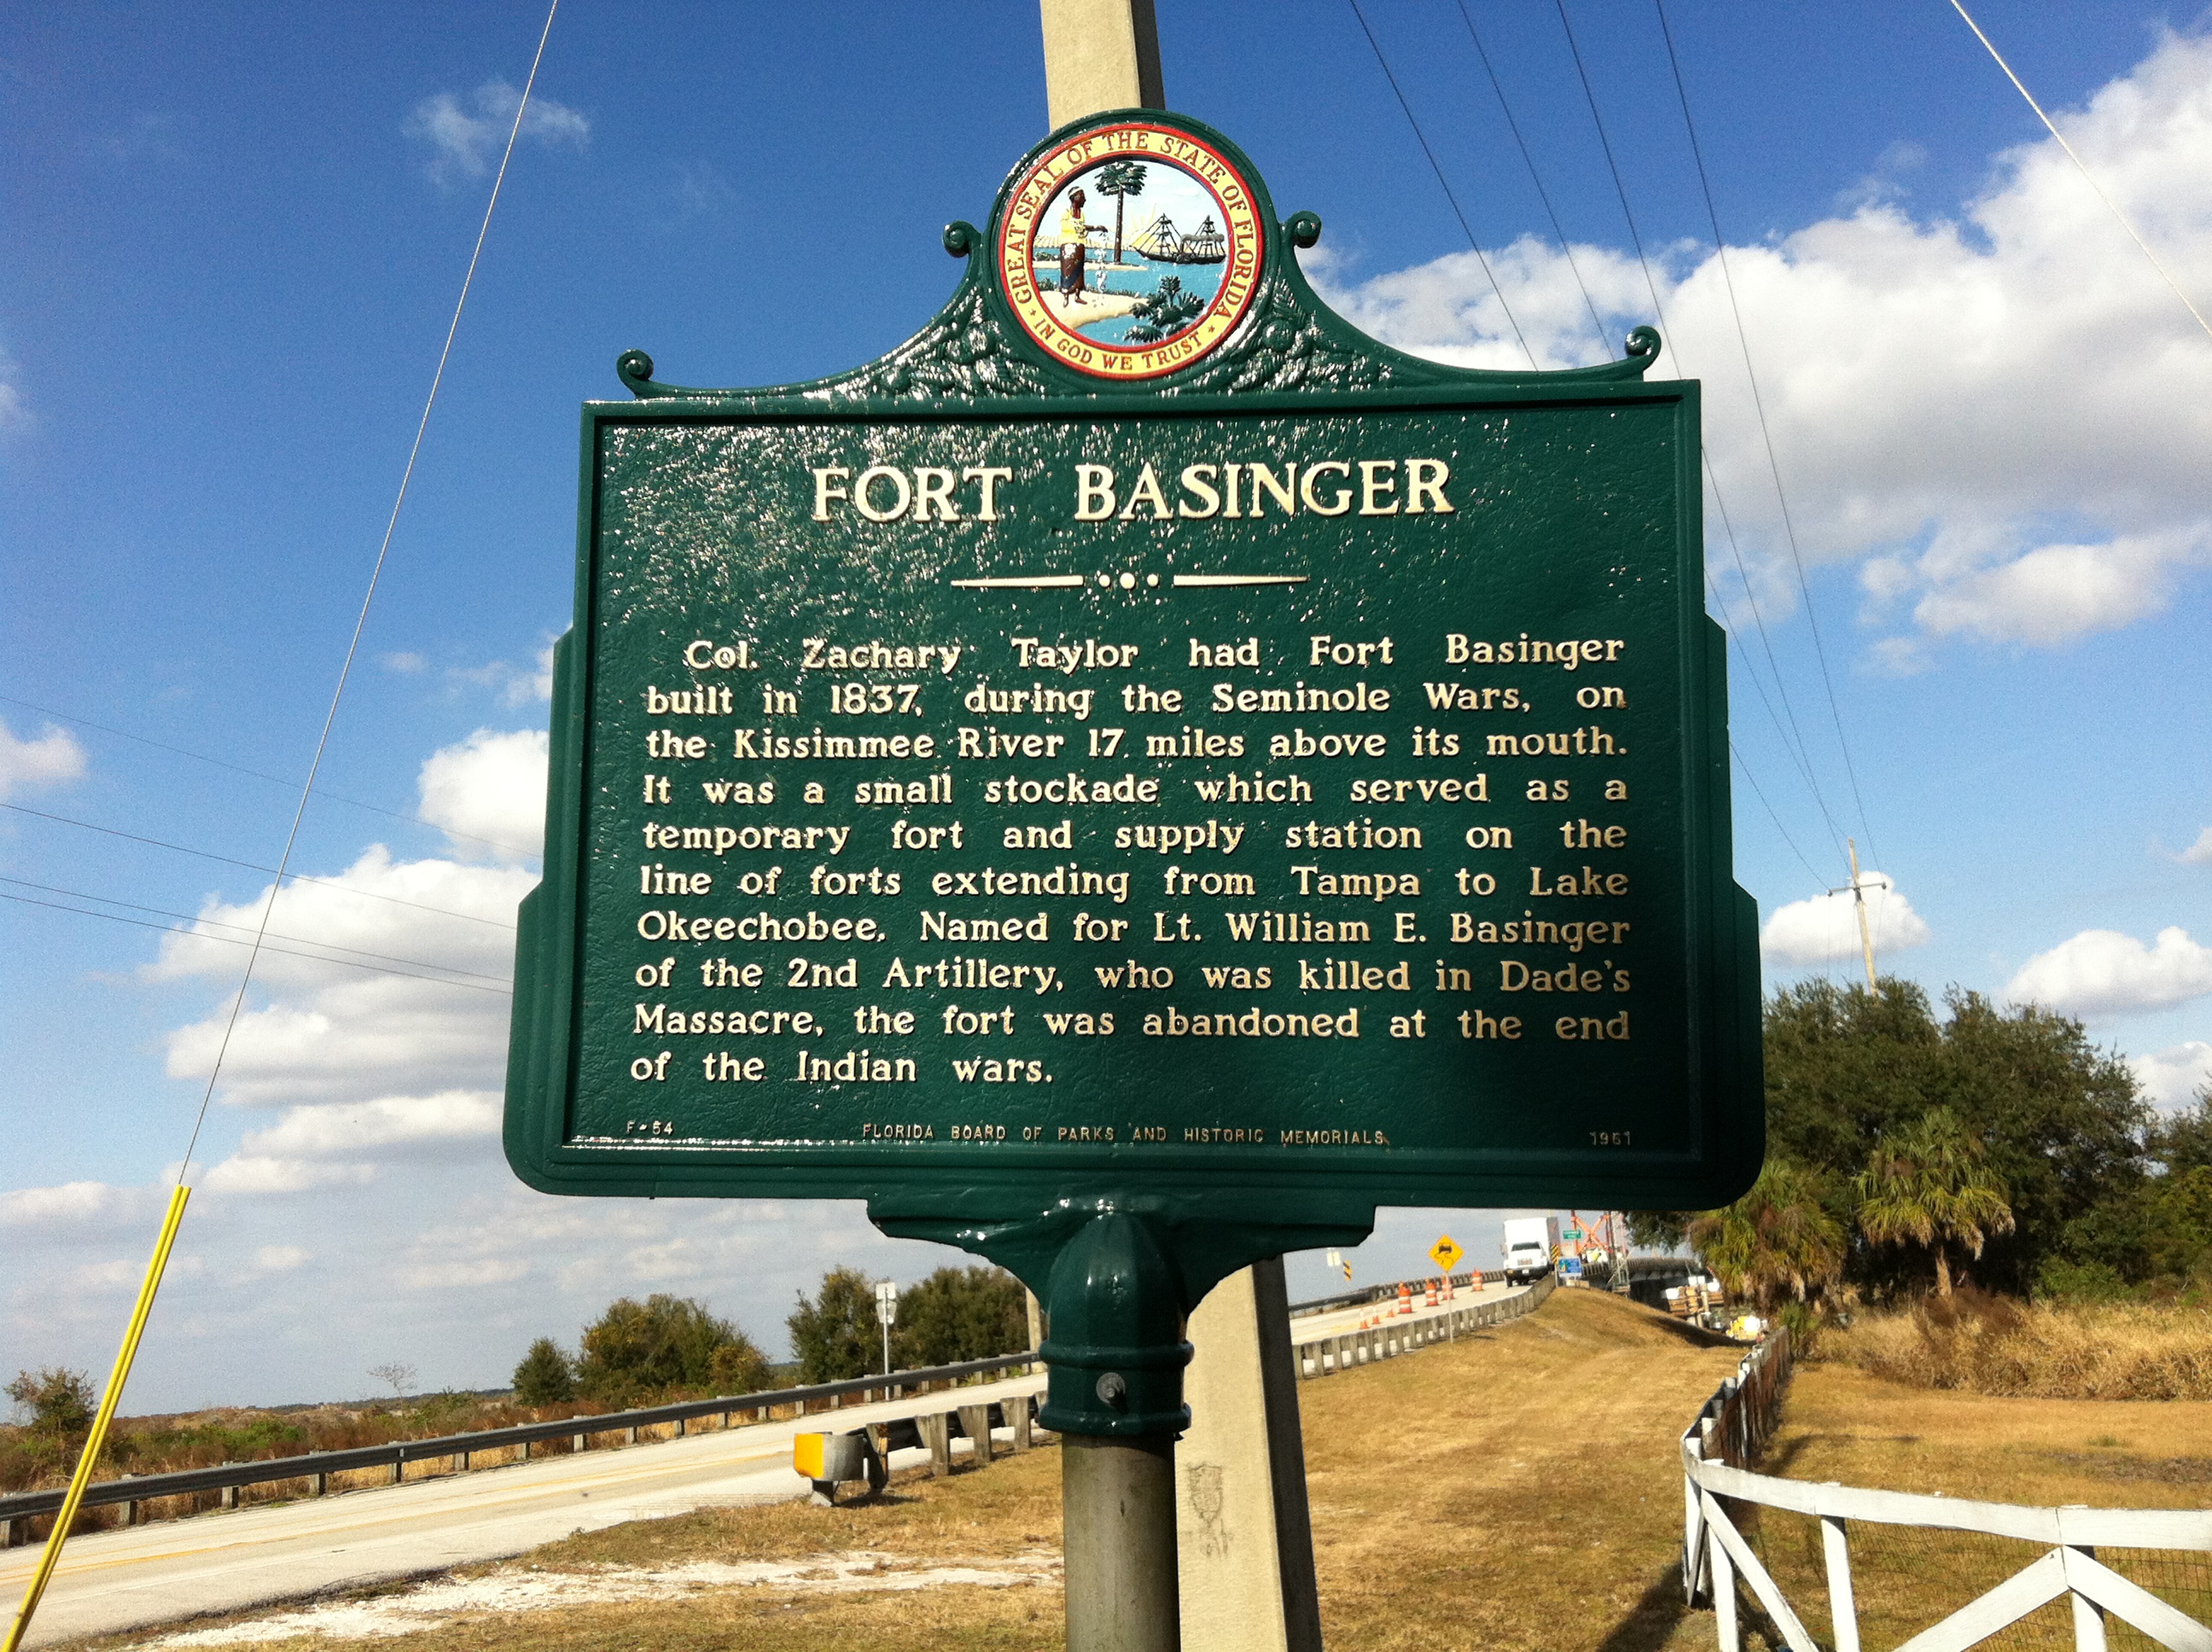 GREAT SEAL OF THE STATE OF FLORIDA
IN GOD WE TRUST
FORT BASINGER
Col. Zachary Taylor had Fort Basinger
built in 1837, during the Seminole Wars, on
the Kissimmee River 17 miles above its mouth.
It was a small stockade which served as a
temporary fort and supply station on the
line of forts extending from Tampa to Lake
Okeechobee. Named for Lt. William E. Basinger
of the 2nd Artillery, who was killed in Dade's
Massacre, the fort was abandoned at the end
of the Indian wars.
F-54 FLORIDA BOARD OF PARKS AND HISTORIC MEMORIALS 1961